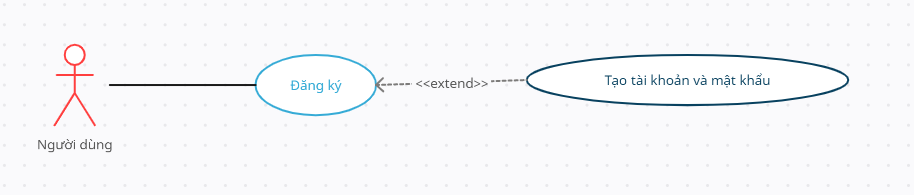 Đăng ký
<<extend>>
Tạo tài khoản và mật khẩu
Người dùng